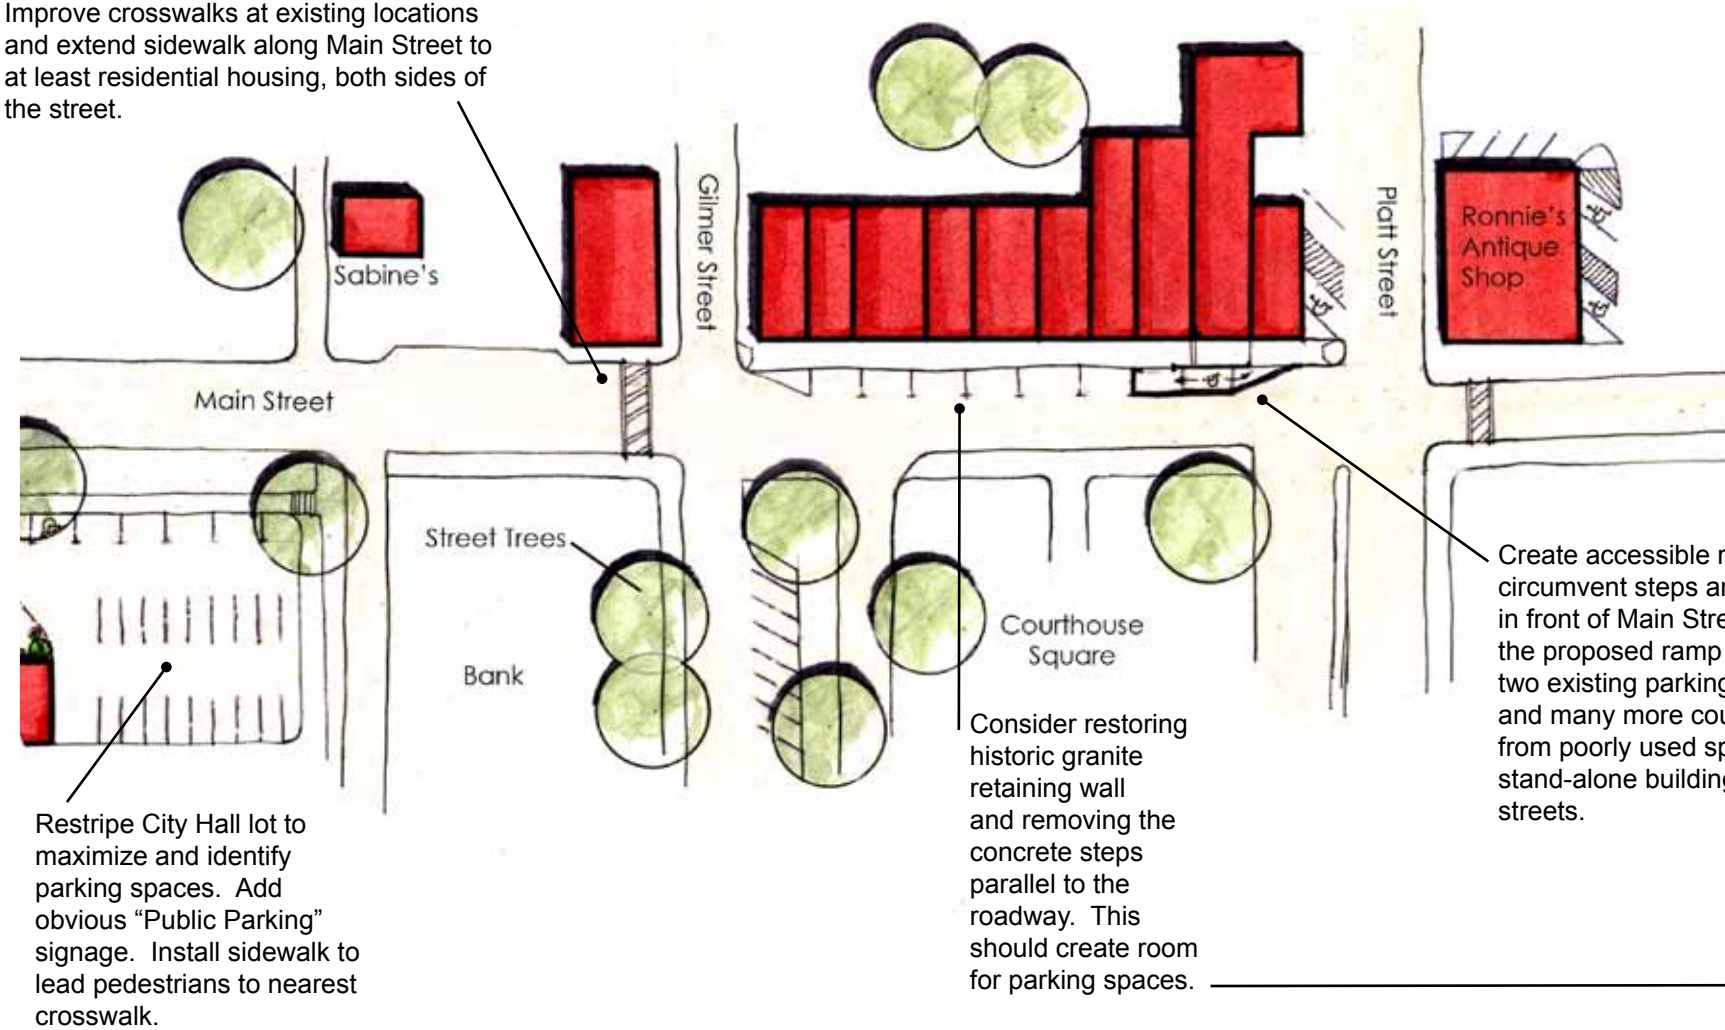 Improve crosswalks at existing locations
and extend sidewalk along Main Street to
at least residential housing, both sides of
the street.
Sabine's
Gilmer Street
Platt Street
Ronnie's
Antique
Shop
Main Street
Street Trees
Bank
Courthouse
Square
Create accessible
circumvent steps
in front of Main
the proposed ramp
two existing parking
and many more
from poorly used
stand-alone building
streets.
Consider restoring
historic granite
retaining wall
and removing the
concrete steps
parallel to the
roadway.  This
should create room
for parking spaces.
Restripe City Hall lot to
maximize and identify
parking spaces.  Add
obvious “Public Parking”
signage.  Install sidewalk to
lead pedestrians to nearest
crosswalk.